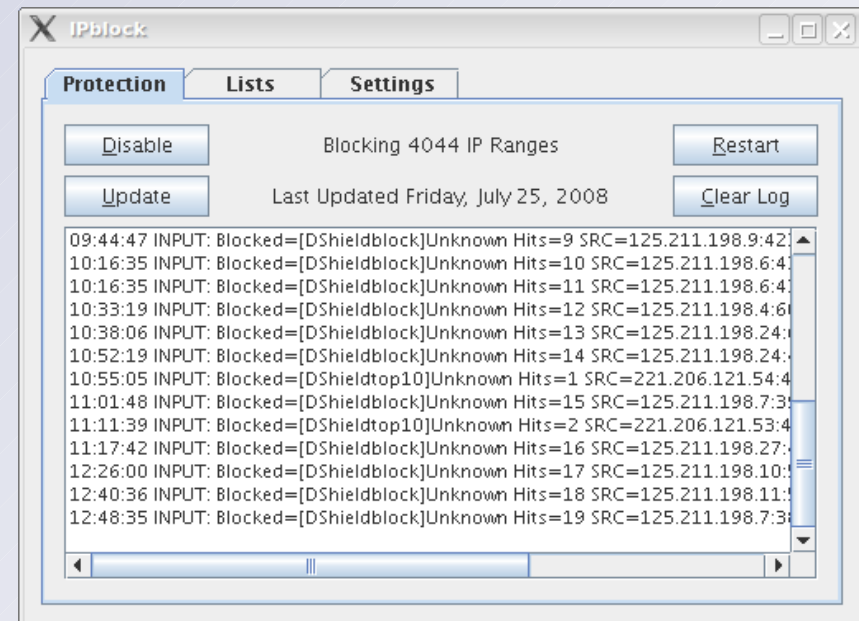 IPblock
Protection Lists Settings
Disable Blocking 4044 IP Ranges Restart
Update Last Updated Friday, July 25, 2008 Clear Log
09:44:47 INPUT: Blocked=[DShieldblock]Unknown Hits=9 SRC=125.211.198.9:42
10:16:35 INPUT: Blocked=[DShieldblock]Unknown Hits=10 SRC=125.211.198.6:4
10:16:35 INPUT: Blocked=[DShieldblock]Unknown Hits=11 SRC=125.211.198.6:4
10:33:19 INPUT: Blocked=[DShieldblock]Unknown Hits=12 SRC=125.211.198.4:6
10:38:06 INPUT: Blocked=[DShieldblock]Unknown Hits=13 SRC=125.211.198.24:
10:52:19 INPUT: Blocked=[DShieldblock]Unknown Hits=14 SRC=125.211.198.24:
10:55:05 INPUT: Blocked=[DShieldtop10]Unknown Hits=1 SRC=221.206.121.54:4
11:01:48 INPUT: Blocked=[DShieldblock]Unknown Hits=15 SRC=125.211.198.7:3
11:11:39 INPUT: Blocked=[DShieldtop10]Unknown Hits=2 SRC=221.206.121.53:4
11:17:42 INPUT: Blocked=[DShieldblock]Unknown Hits=16 SRC=125.211.198.27:
12:26:00 INPUT: Blocked=[DShieldblock]Unknown Hits=17 SRC=125.211.198.10:
12:40:36 INPUT: Blocked=[DShieldblock]Unknown Hits=18 SRC=125.211.198.11:
12:48:35 INPUT: Blocked=[DShieldblock]Unknown Hits=19 SRC=125.211.198.7:3